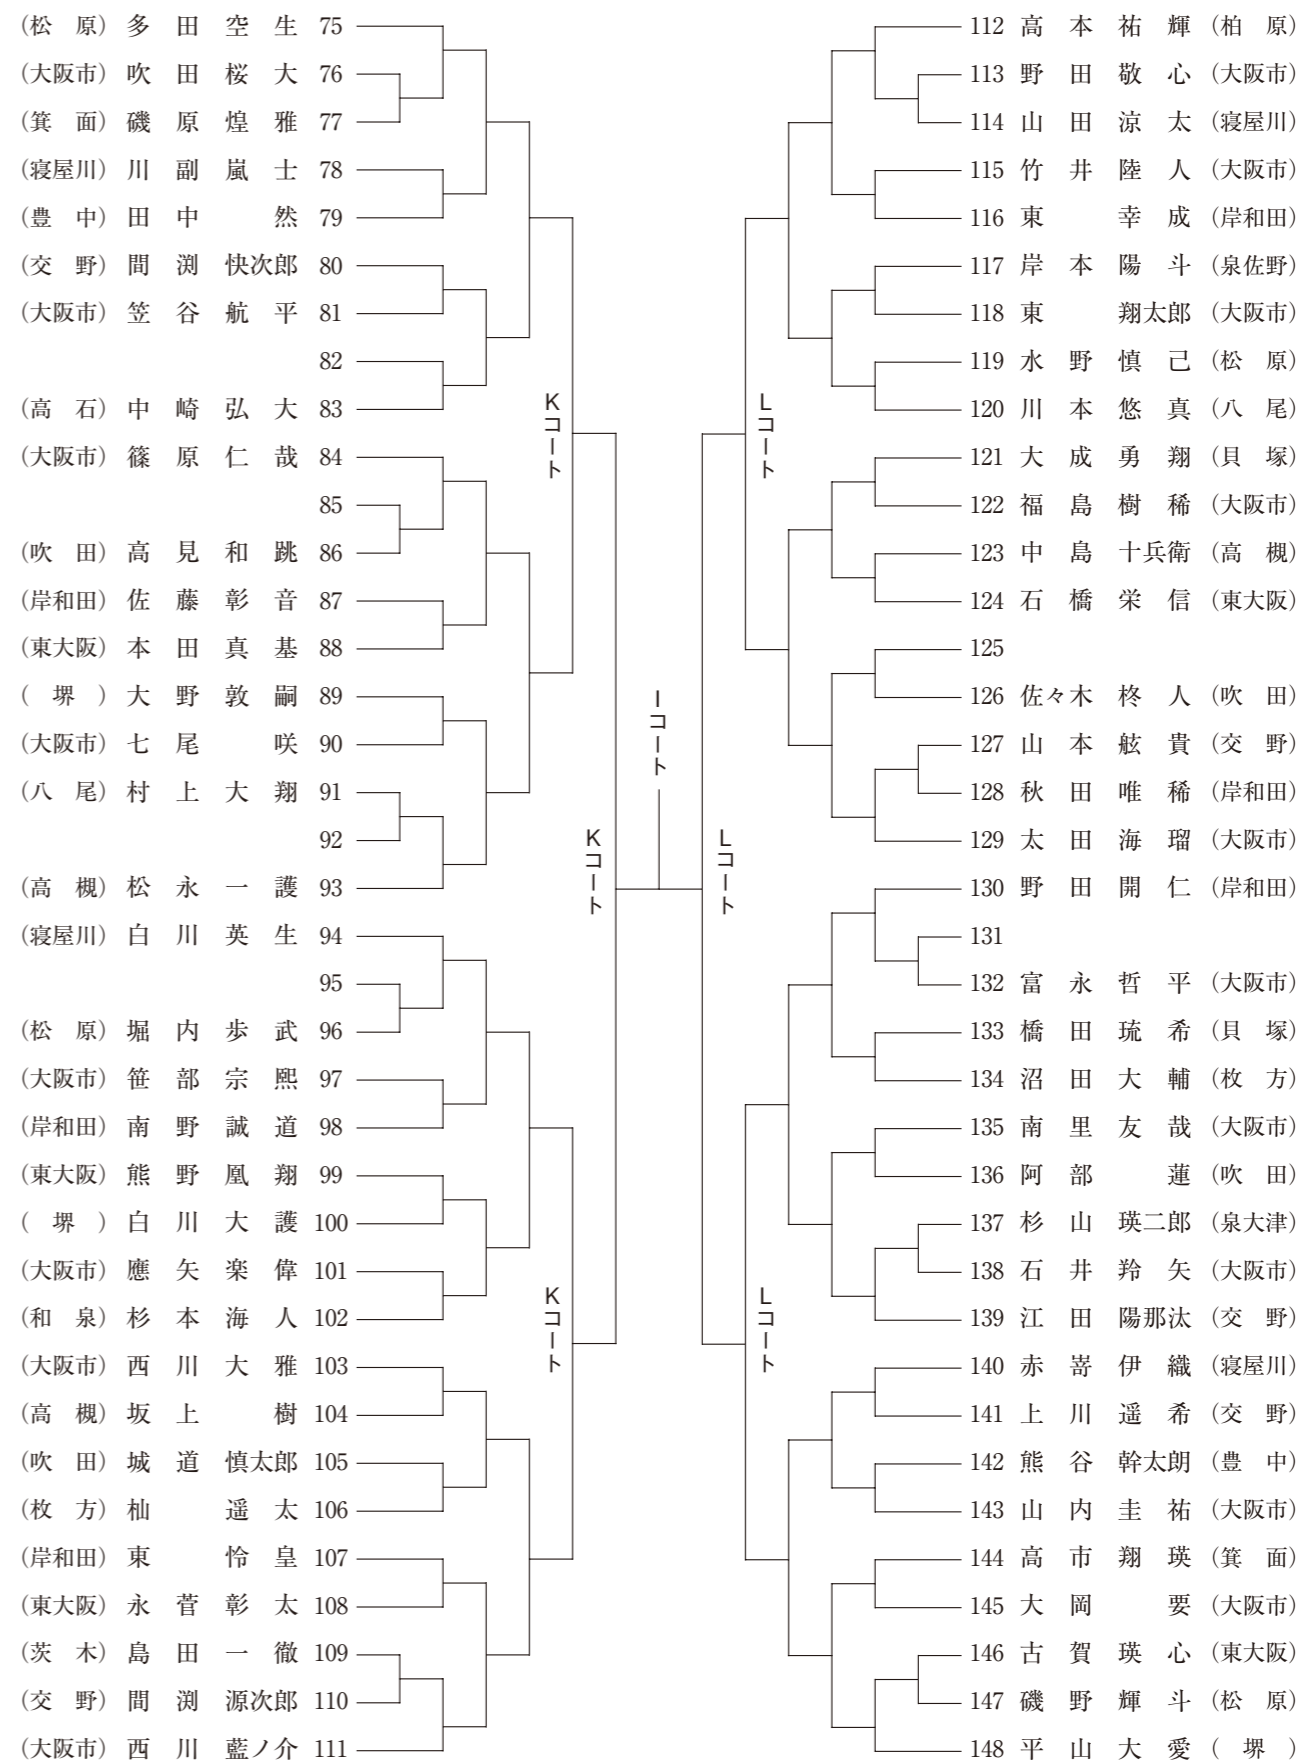 (松原) 多田空生 75
(大阪市) 吹田桜大 76
(箕面) 磯原煌雅 77
(寝屋川) 川副嵐士 78
(豊中) 田中然 79
(交野) 間渕快次郎 80
(大阪市) 笠谷航平 81
82
(高石) 中崎弘大 83
(大阪市) 篠原仁哉 84
85
(吹田) 高見和跳 86
(岸和田) 佐藤彰音 87
(東大阪) 本田真基 88
(堺) 大野敦嗣 89
(大阪市) 七尾咲 90
(八尾) 村上大翔 91
92
(高槻) 松永一護 93
(寝屋川) 白川英生 94
95
(松原) 堀内歩武 96
(大阪市) 笹部宗熙 97
(岸和田) 南野誠道 98
(東大阪) 熊野凰翔 99
(堺) 白川大護 100
(大阪市) 應矢楽偉 101
(和泉) 杉本海人 102
(大阪市) 西川大雅 103
(高槻) 坂上樹 104
(吹田) 城道慎太郎 105
(枚方) 杣遥太 106
(岸和田) 東怜皇 107
(東大阪) 永菅彰太 108
(茨木) 島田一徹 109
(交野) 間渕源次郎 110
(大阪市) 西川藍ノ介 111
Kコート
Kコート
Kコート
Iコート
Lコート
Lコート
Lコート
112 高本祐輝 (柏原)
113 野田敬心 (大阪市)
114 山田涼太 (寝屋川)
115 竹井陸人 (大阪市)
116 東幸成 (岸和田)
117 岸本陽斗 (泉佐野)
118 東翔太郎 (大阪市)
119 水野慎己 (松原)
120 川本悠真 (八尾)
121 大成勇翔 (貝塚)
122 福島樹稀 (大阪市)
123 中島十兵衛 (高槻)
124 石橋栄信 (東大阪)
125
126 佐々木柊人 (吹田)
127 山本舷貴 (交野)
128 秋田唯稀 (岸和田)
129 太田海瑠 (大阪市)
130 野田開仁 (岸和田)
131
132 富永哲平 (大阪市)
133 橋田琉希 (貝塚)
134 沼田大輔 (枚方)
135 南里友哉 (大阪市)
136 阿部蓮 (吹田)
137 杉山瑛二郎 (泉大津)
138 石井羚矢 (大阪市)
139 江田陽那汰 (交野)
140 赤嵜伊織 (寝屋川)
141 上川遥希 (交野)
142 熊谷幹太朗 (豊中)
143 山内圭祐 (大阪市)
144 高市翔瑛 (箕面)
145 大岡要 (大阪市)
146 古賀瑛心 (東大阪)
147 磯野輝斗 (松原)
148 平山大愛 (堺)